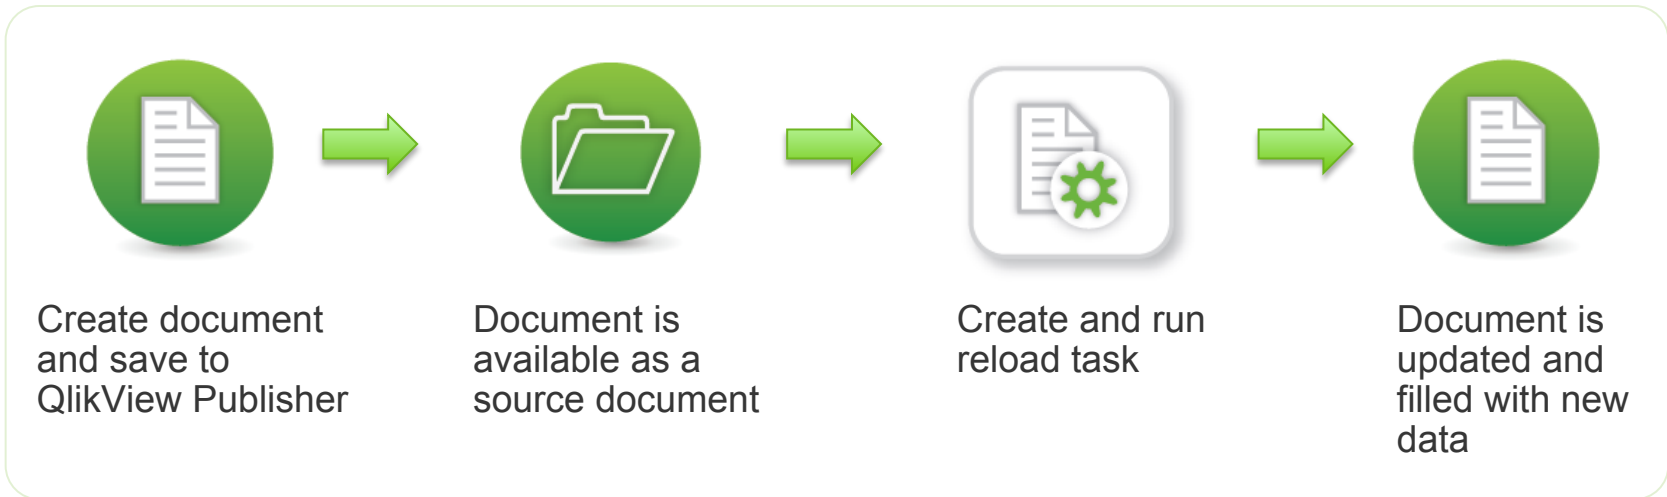 Create document
and save to
QlikView Publisher
Document is
available as a
source document
Create and run
reload task
Document is
updated and
filled with new
data